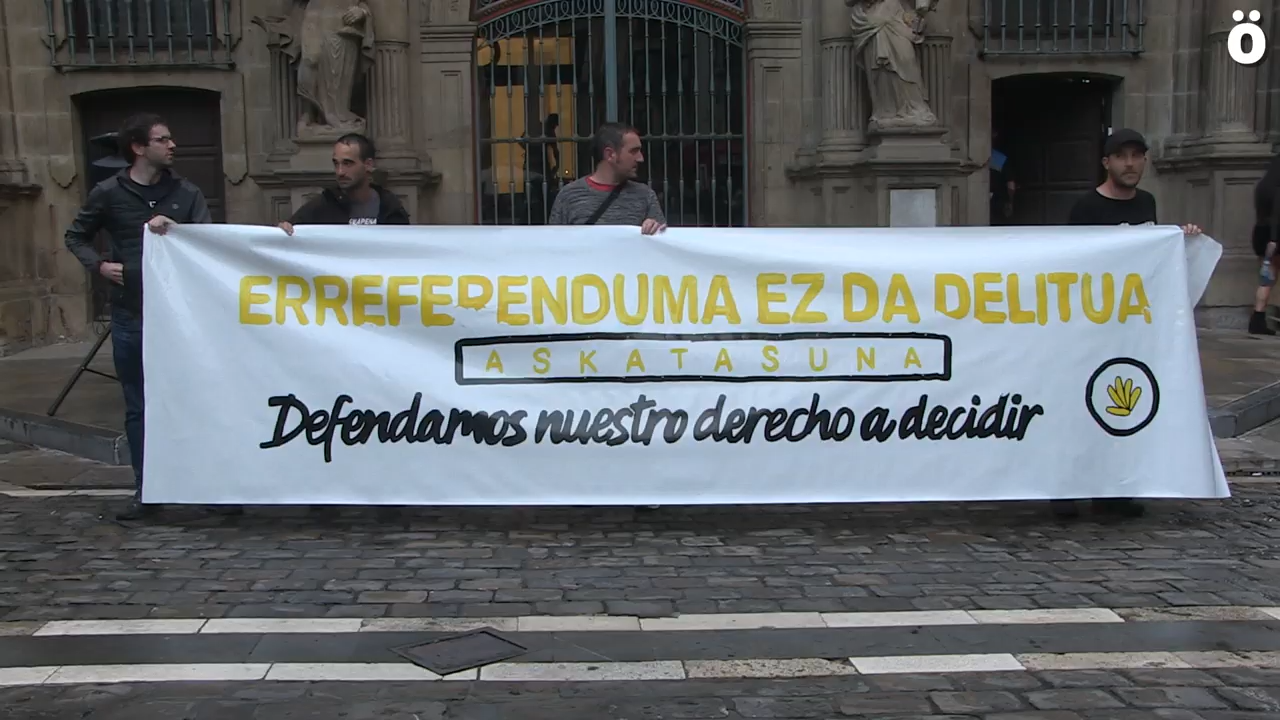 ö
ERREFERENDUMA EZ DA DELITUA
ASKATASUNA
Defendamos nuestro derecho a decidir